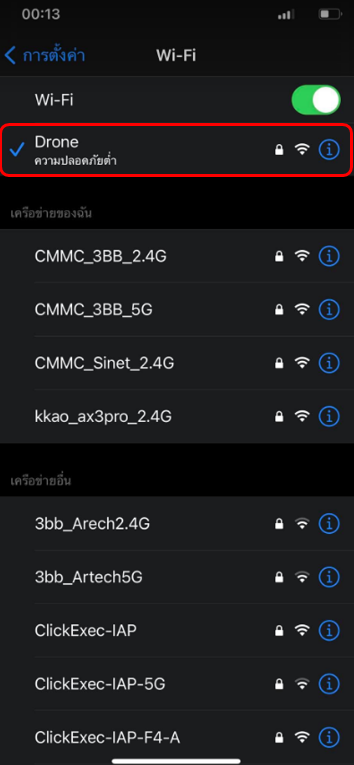 00:13
การตั้งค่า Wi-Fi
Wi-Fi
Drone
ความปลอดภัยต่ำ
เครือข่ายของฉัน
CMMC_3BB_2.4G
CMMC_3BB_5G
CMMC_Sinet_2.4G
kkao_ax3pro_2.4G
เครือข่ายอื่น
3bb_Arech2.4G
3bb_Artech5G
ClickExec-IAP
ClickExec-IAP-5G
ClickExec-IAP-F4-A